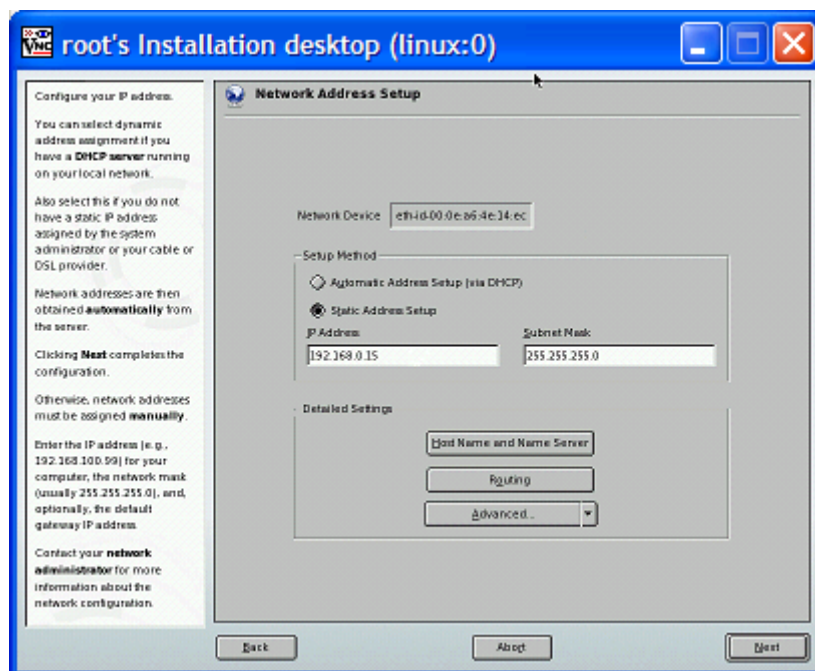 VNC root's Installation desktop (linux:0)
Configure your IP address.
You can select dynamic
address assignment if you
have a DHCP server running
on your local network.
Also select this if you do not
have a static IP address
assigned by the system
administrator or your cable or
DSL provider.
Network addresses are then
obtained automatically from
the server.
Clicking Next completes the
configuration.
Otherwise, network addresses
must be assigned manually.
Enter the IP address (e.g.,
192.168.100.99) for your
computer, the network mask
(usually 255.255.255.0), and,
optionally, the default
gateway IP address.
Contact your network
administrator for more
information about the
network configuration.
Network Address Setup
Network Device eth-id-00:0e:a6:4e:14:ec
Setup Method
Automatic Address Setup (via DHCP)
Static Address Setup
IP Address Subnet Mask
192.168.0.15 255.255.255.0
Detailed Settings
Host Name and Name Server
Routing
Advanced...
Back Abort Next